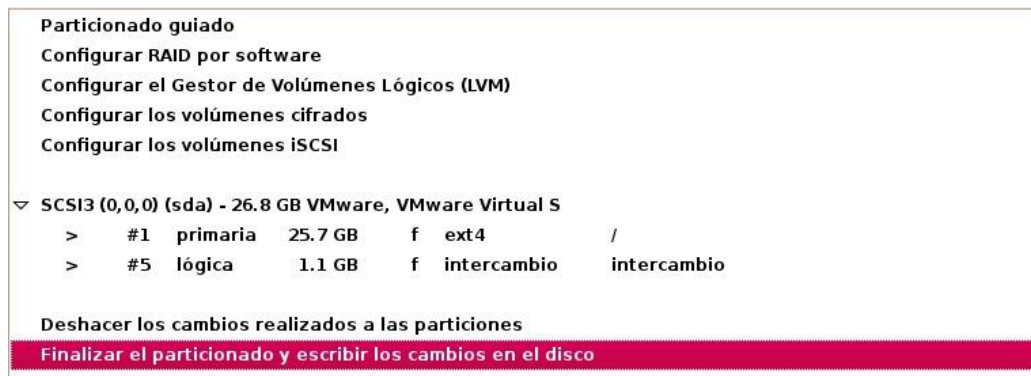 Particionado guiado
Configurar RAID por software
Configurar el Gestor de Volúmenes Lógicos (LVM)
Configurar los volúmenes cifrados
Configurar los volúmenes iSCSI
SCSI3 (0,0,0) (sda) - 26.8 GB VMware, VMware Virtual S
> #1 primaria 25.7 GB f ext4 /
> #5 lógica 1.1 GB f intercambio intercambio
Deshacer los cambios realizados a las particiones
Finalizar el particionado y escribir los cambios en el disco